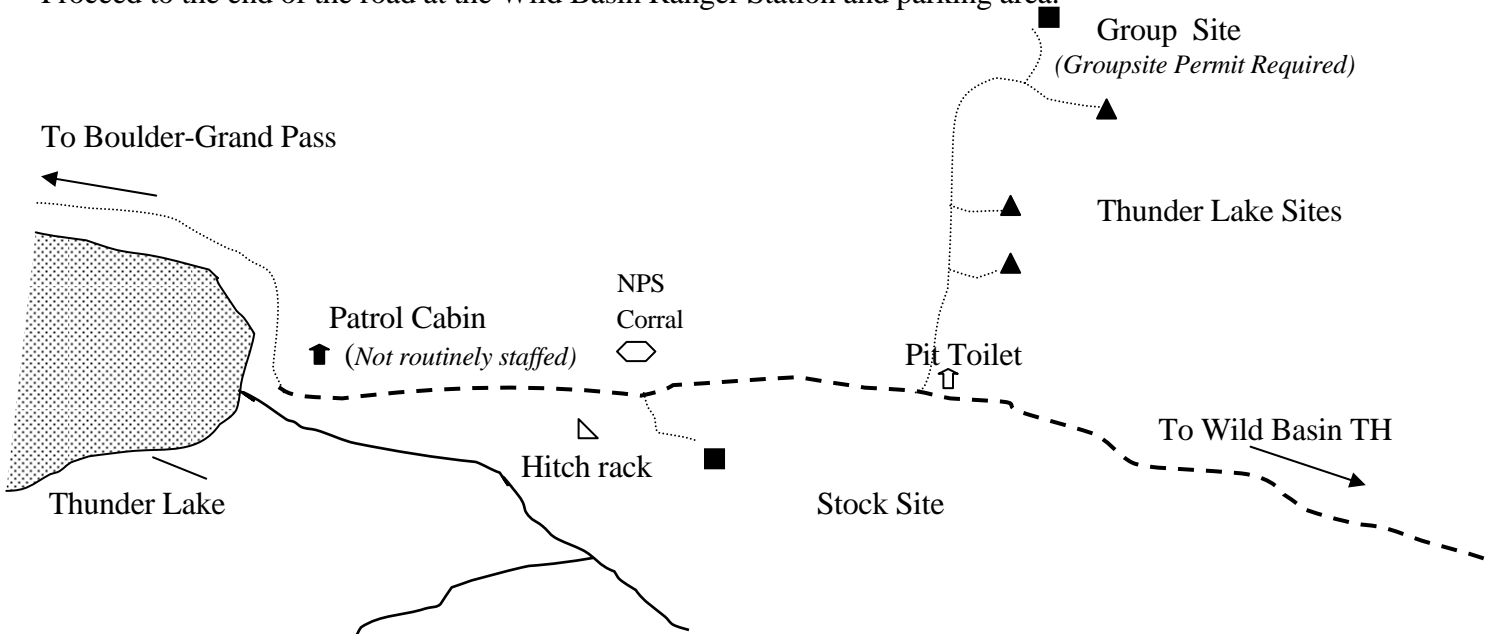 Proceed to the end of the road at the Wild Basin Ranger Station and parking area.
Group Site
(Groupsite Permit Required)
To Boulder-Grand Pass
Thunder Lake Sites
NPS
Corral
Patrol Cabin
(Not routinely staffed)
Pit Toilet
To Wild Basin TH
Hitch rack
Thunder Lake
Stock Site